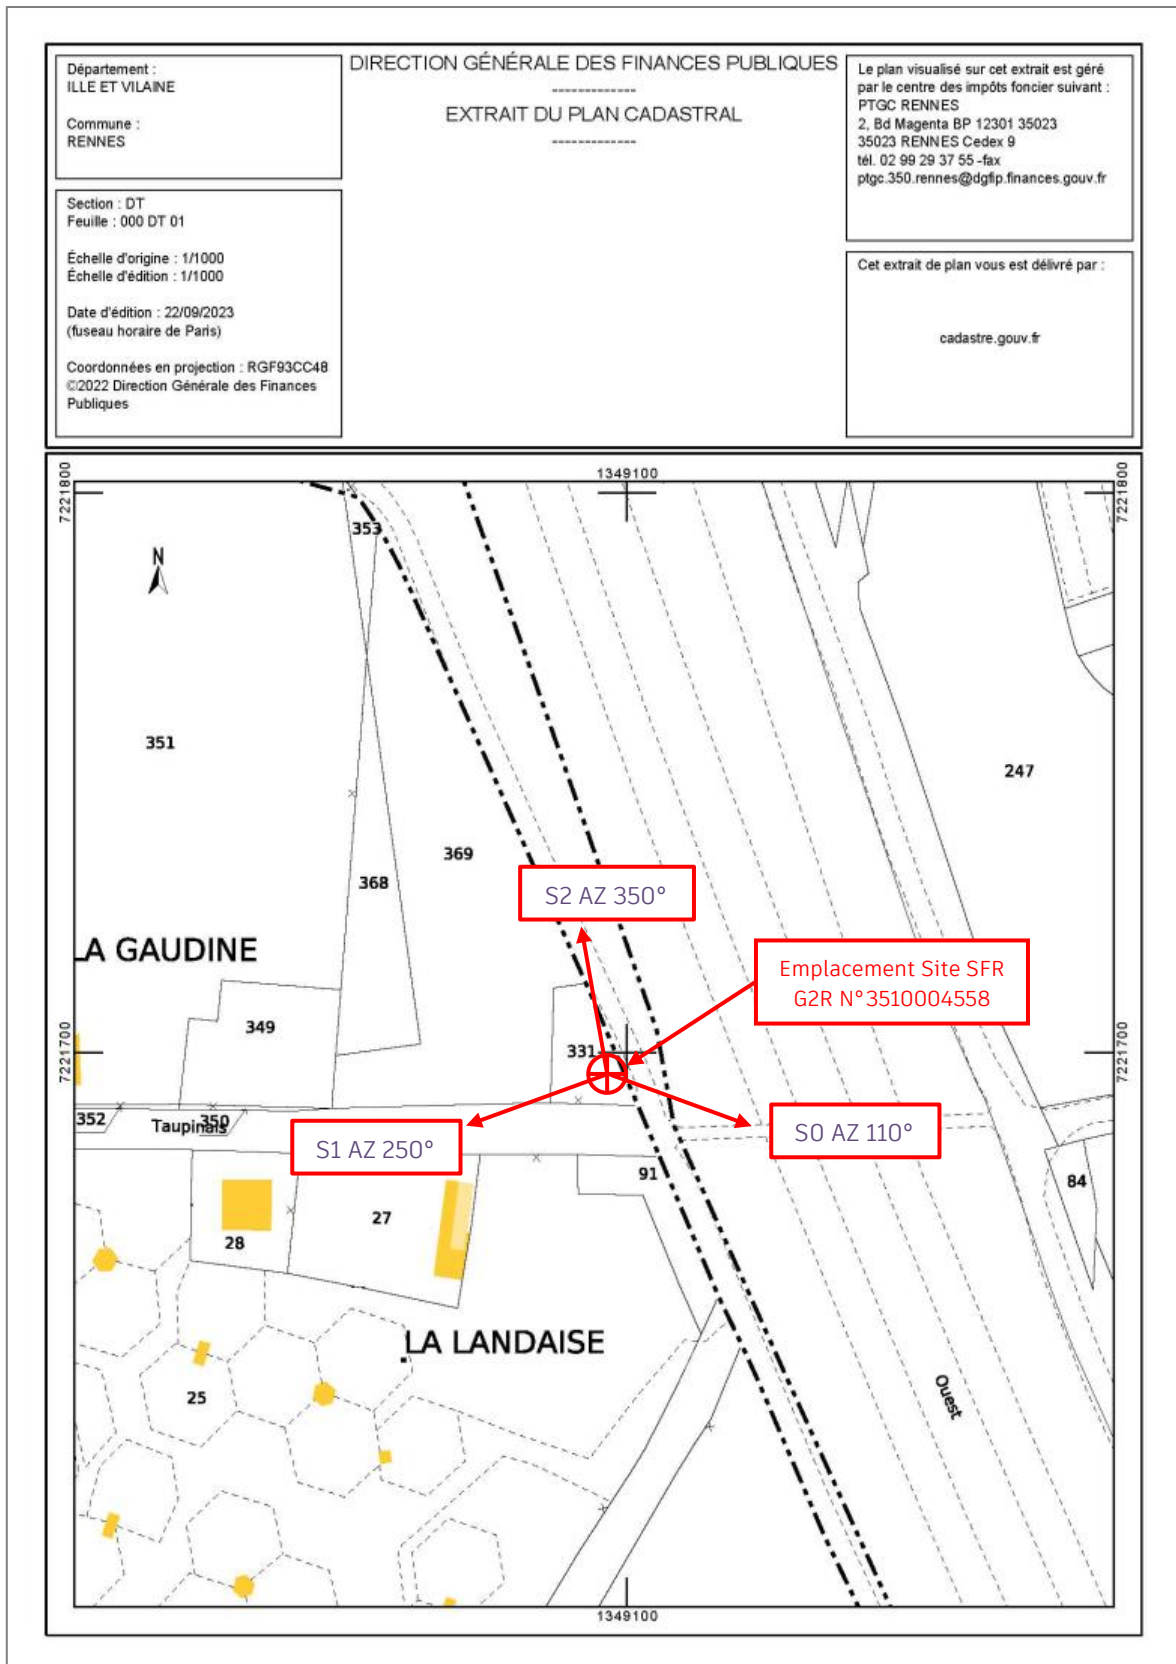 Département :
ILLE ET VILAINE
Commune :
RENNES
Section : DT
Feuille : 000 DT 01
Échelle d'origine : 1/1000
Échelle d'édition : 1/1000
Date d'édition : 22/09/2023
(fuseau horaire de Paris)
Coordonnées en projection : RGF93CC48
©2022 Direction Générale des Finances
Publiques
DIRECTION GÉNÉRALE DES FINANCES PUBLIQUES
-------------
EXTRAIT DU PLAN CADASTRAL
-------------
Le plan visualisé sur cet extrait est géré
par le centre des impôts foncier suivant :
PTGC RENNES
2, Bd Magenta BP 12301 35023
35023 RENNES Cedex 9
tél. 02 99 29 37 55 -fax
ptgc.350.rennes@dgfip.finances.gouv.fr
Cet extrait de plan vous est délivré par :
cadastre.gouv.fr
1349100
7221800
7221800
353
N
351
247
369
368
S2 AZ 350°
LA GAUDINE
Emplacement Site SFR
G2R N°3510004558
349
331
7221700
7221700
352
350
Taupinais
S1 AZ 250°
S0 AZ 110°
91
84
27
28
LA LANDAISE
25
Ouest
1349100